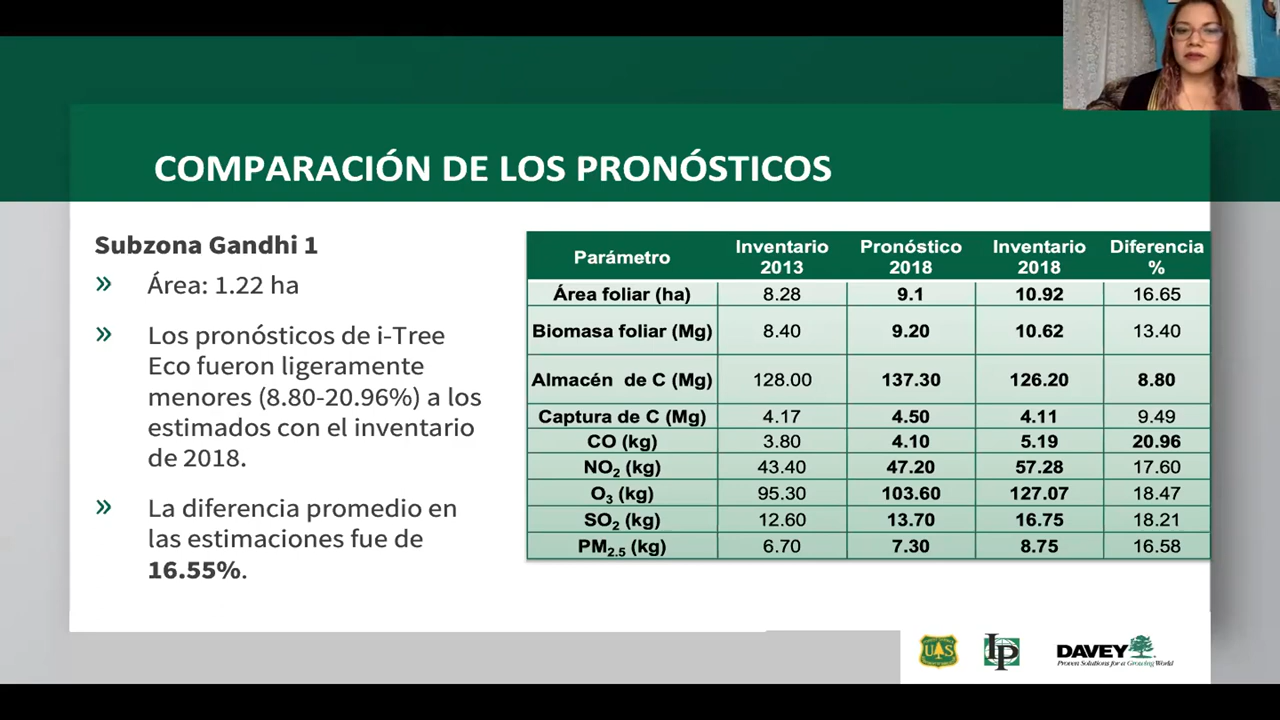 COMPARACIÓN DE LOS PRONÓSTICOS
Subzona Gandhi 1
» Área: 1.22 ha
» Los pronósticos de i-Tree
Eco fueron ligeramente
menores (8.80-20.96%) a los
estimados con el inventario
de 2018.
» La diferencia promedio en
las estimaciones fue de
16.55%.
Parámetro Inventario 2013 Pronóstico 2018 Inventario 2018 Diferencia %
Área foliar (ha) 8.28 9.1 10.92 16.65
Biomasa foliar (Mg) 8.40 9.20 10.62 13.40
Almacén de C (Mg) 128.00 137.30 126.20 8.80
Captura de C (Mg) 4.17 4.50 4.11 9.49
CO (kg) 3.80 4.10 5.19 20.96
NO₂ (kg) 43.40 47.20 57.28 17.60
O₃ (kg) 95.30 103.60 127.07 18.47
SO₂ (kg) 12.60 13.70 16.75 18.21
PM₂.₅ (kg) 6.70 7.30 8.75 16.58
UAS
IP
DAVEY
Proven Solutions for a Growing World